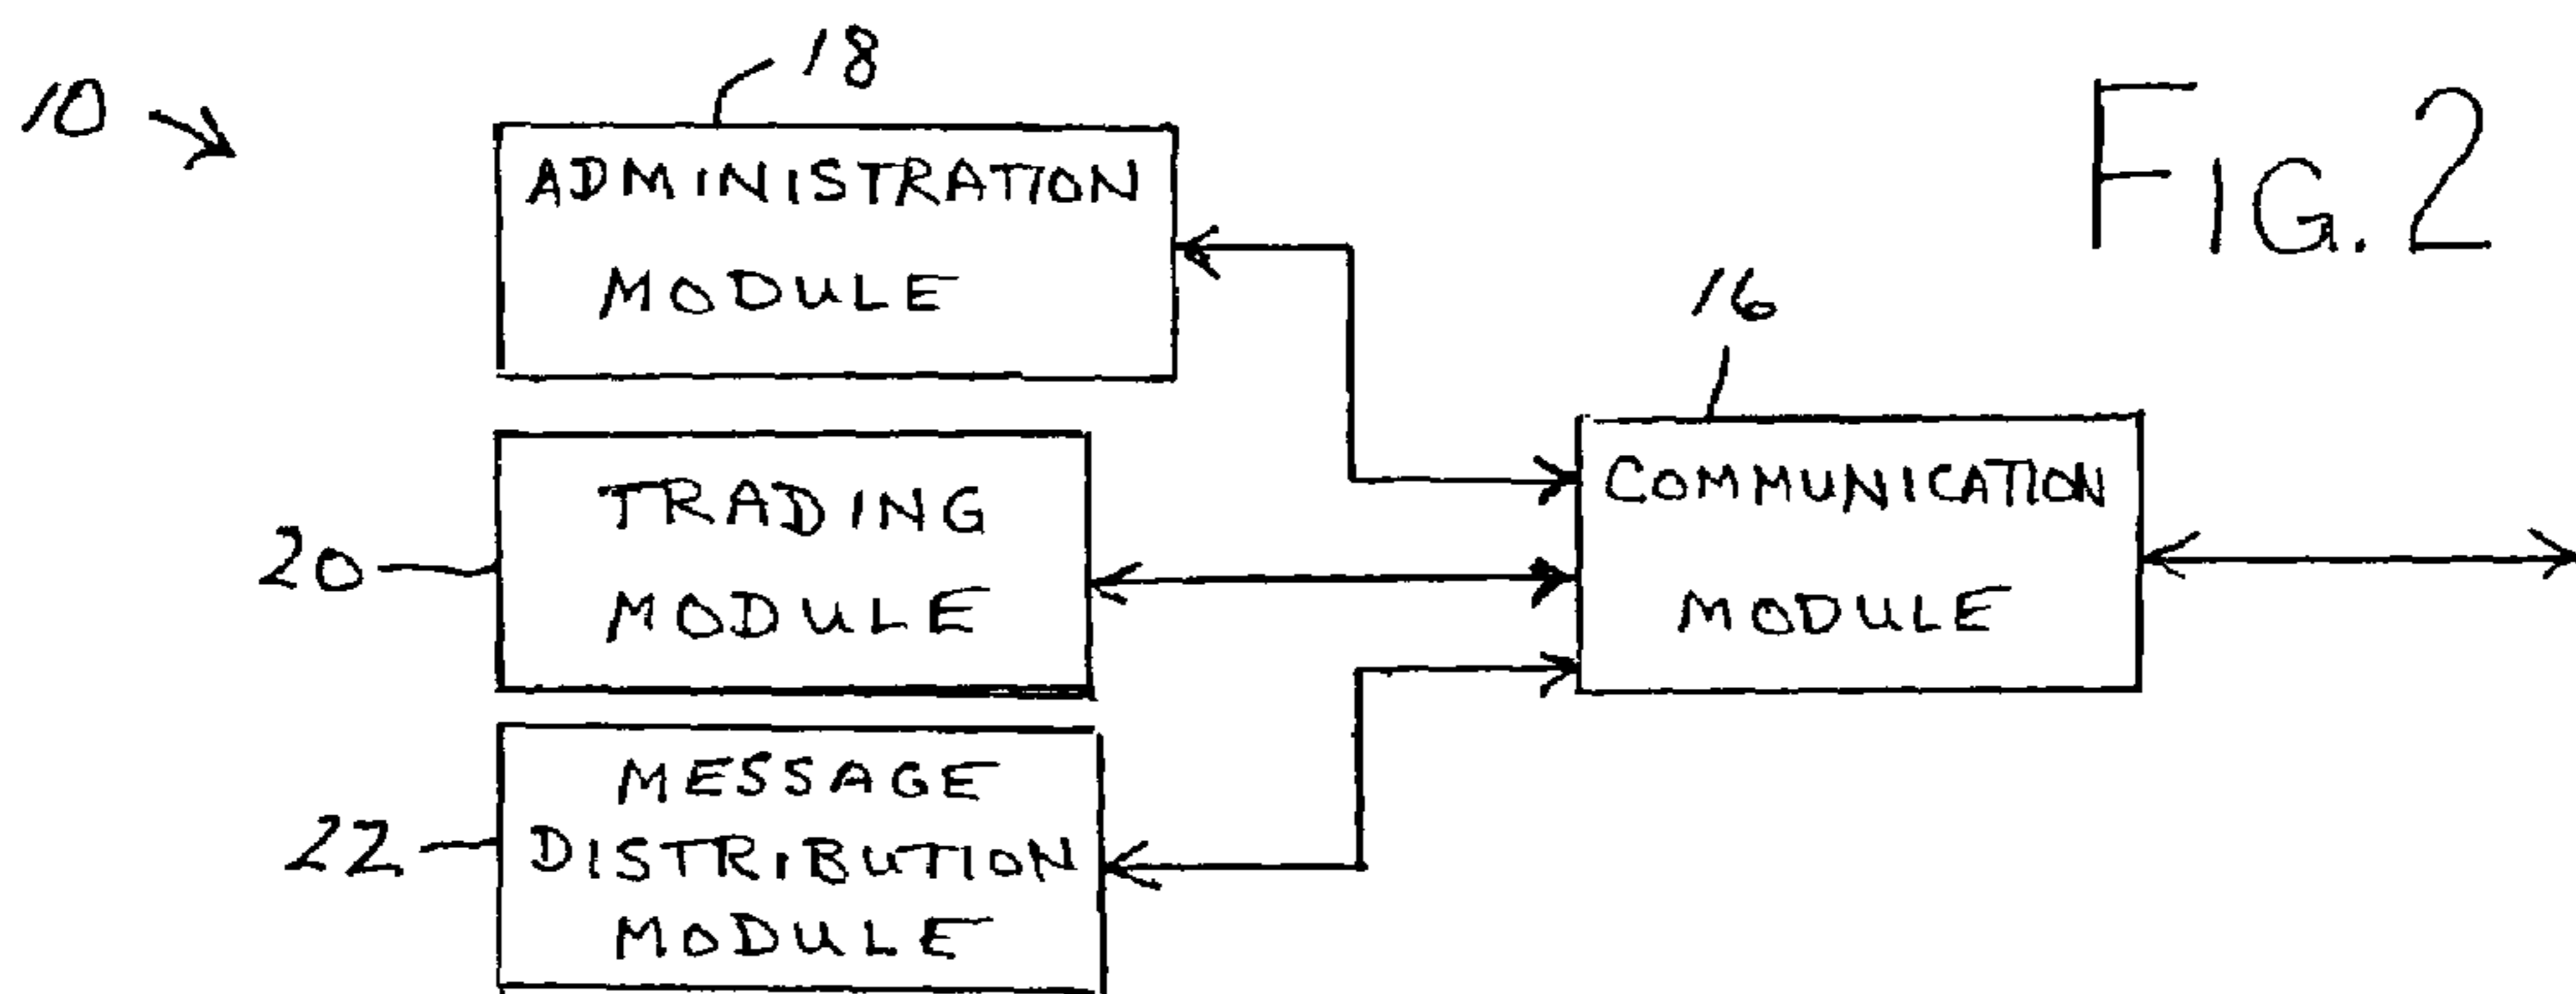 10
18
FIG. 2
ADMINISTRATION
MODULE
16
COMMUNICATION
MODULE
20
TRADING
MODULE
22
MESSAGE
DISTRIBUTION
MODULE